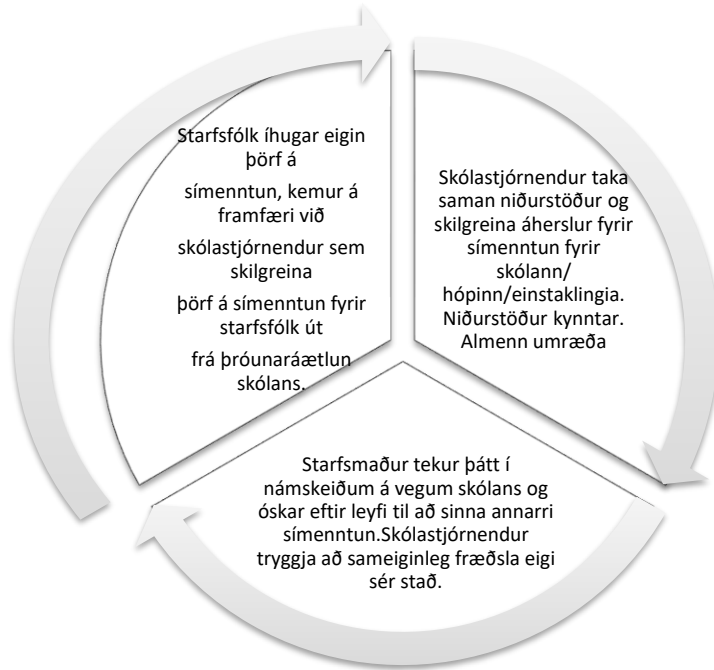 Starfsfólk íhugar eigin
þörf á
símenntun, kemur á
framfæri við
skólastjórnendur sem
skilgreina
þörf á símenntun fyrir
starfsfólk út
frá þróunaráætlun
skólans.
Skólastjórnendur taka
saman niðurstöður og
skilgreina áherslur fyrir
símenntun fyrir
skólann/
hópinn/einstaklingia.
Niðurstöður kynntar.
Almenn umræða
Starfsmaður tekur þátt í
námskeiðum á vegum skólans og
óskar eftir leyfi til að sinna annarri
símenntun.Skólastjórnendur
tryggja að sameiginleg fræðsla eigi
sér stað.